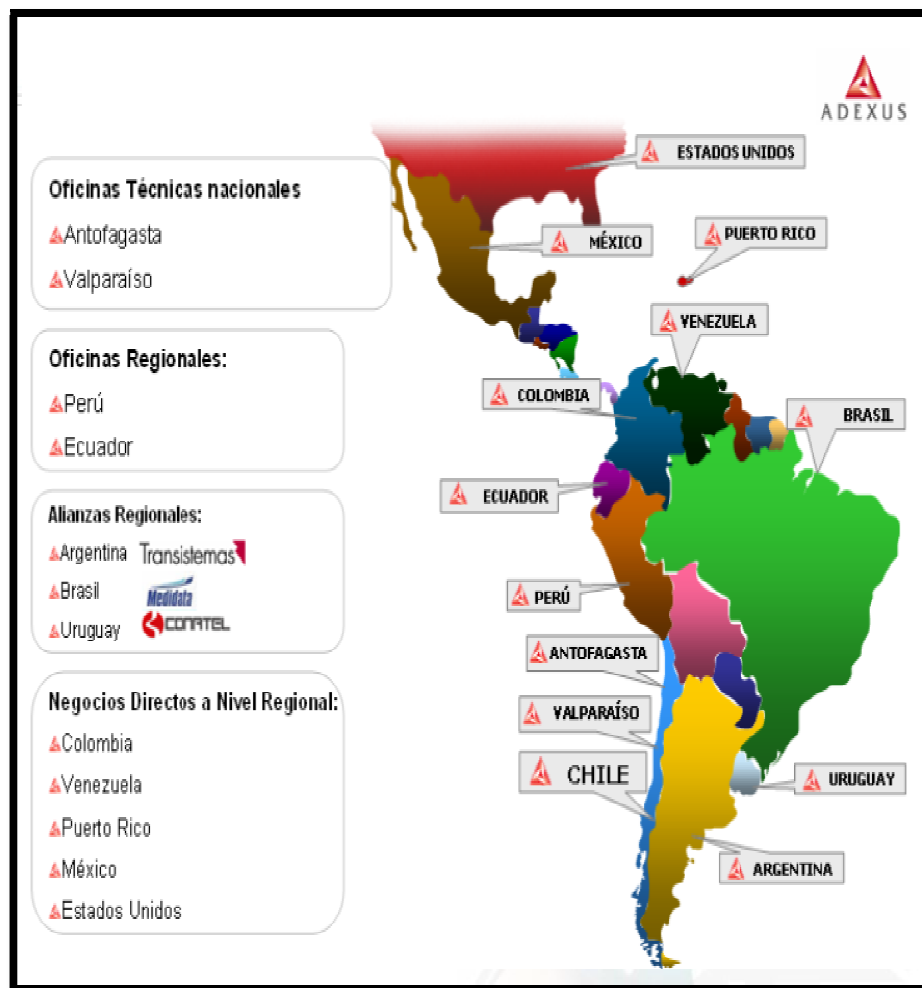 ADEXUS
Oficinas Técnicas nacionales
Antofagasta
Valparaíso
Oficinas Regionales:
Perú
Ecuador
Alianzas Regionales:
Argentina Transistemas
Brasil Medidata
Uruguay CONATEL
Negocios Directos a Nivel Regional:
Colombia
Venezuela
Puerto Rico
México
Estados Unidos
ESTADOS UNIDOS
PUERTO RICO
MÉXICO
VENEZUELA
COLOMBIA
BRASIL
ECUADOR
PERÚ
ANTOFAGASTA
VALPARAÍSO
CHILE
URUGUAY
ARGENTINA